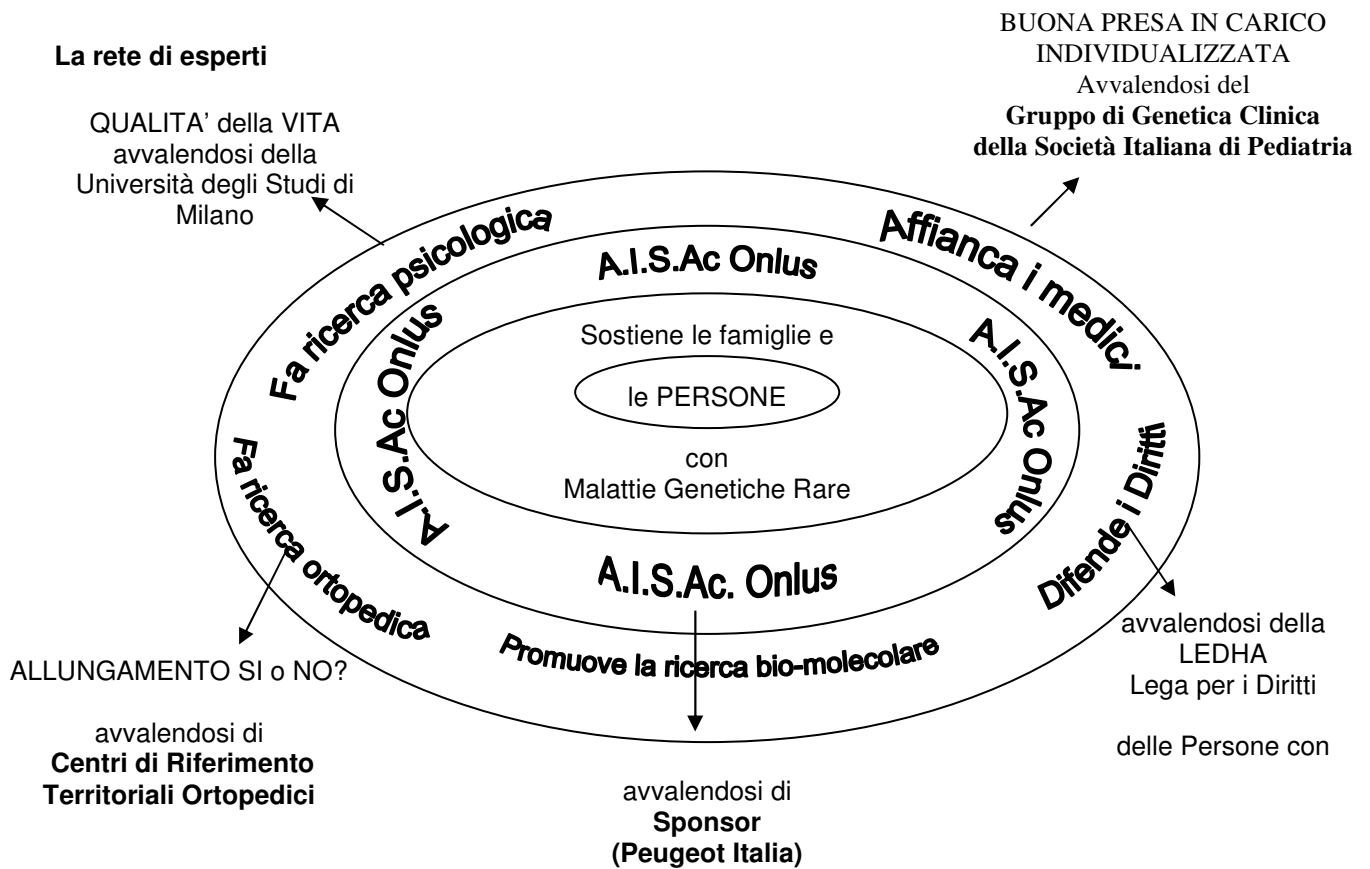 La rete di esperti
QUALITA' della VITA
avvalendosi della
Università degli Studi di
Milano
BUONA PRESA IN CARICO
INDIVIDUALIZZATA
Avvalendosi del
Gruppo di Genetica Clinica
della Società Italiana di Pediatria
Fa ricerca psicologica
Affianca i medici
A.I.S.Ac Onlus
A.I.S.Ac Onlus
A.I.S.Ac Onlus
Sostiene le famiglie e
le PERSONE
con
Malattie Genetiche Rare
A.I.S.Ac. Onlus
Fa ricerca ortopedica
Promuove la ricerca bio-molecolare
Difende i Diritti
ALLUNGAMENTO SI o NO?
avvalendosi di
Centri di Riferimento
Territoriali Ortopedici
avvalendosi di
Sponsor
(Peugeot Italia)
avvalendosi della
LEDHA
Lega per i Diritti
delle Persone con